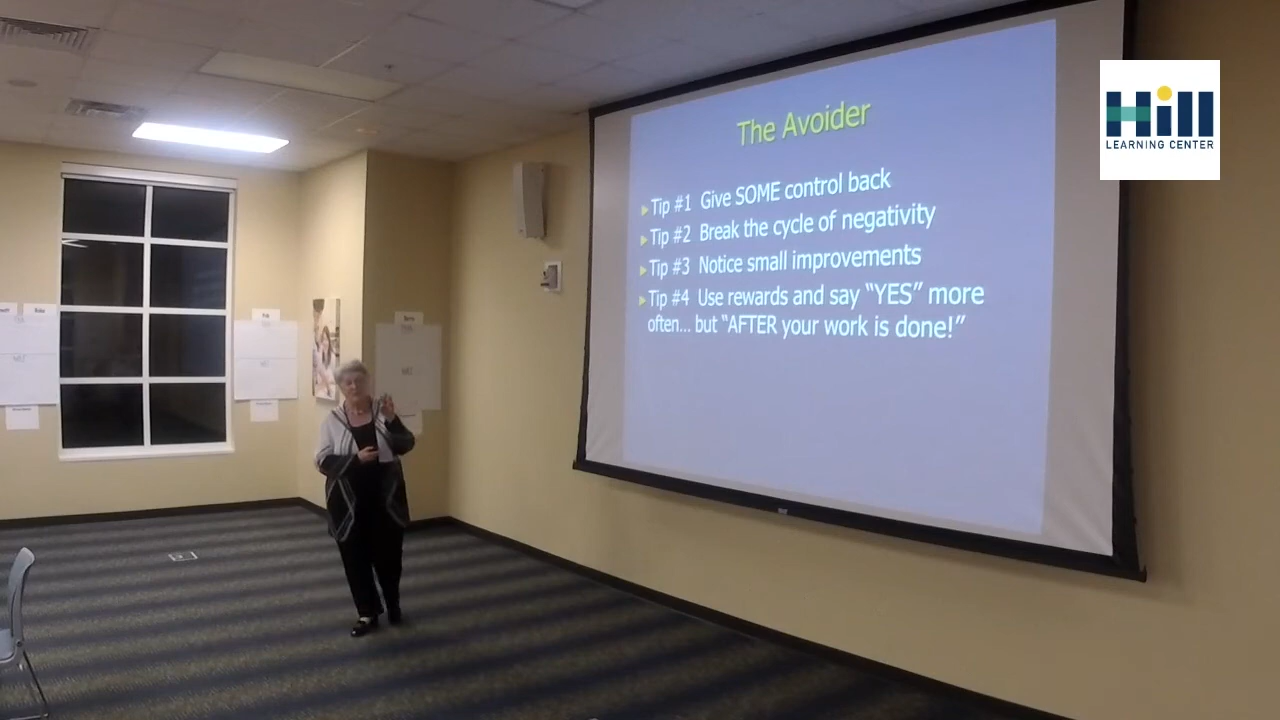 The Avoider
Tip #1 Give SOME control back
Tip #2 Break the cycle of negativity
Tip #3 Notice small improvements
Tip #4 Use rewards and say “YES” more
often... but “AFTER your work is done!”
Hill
LEARNING CENTER